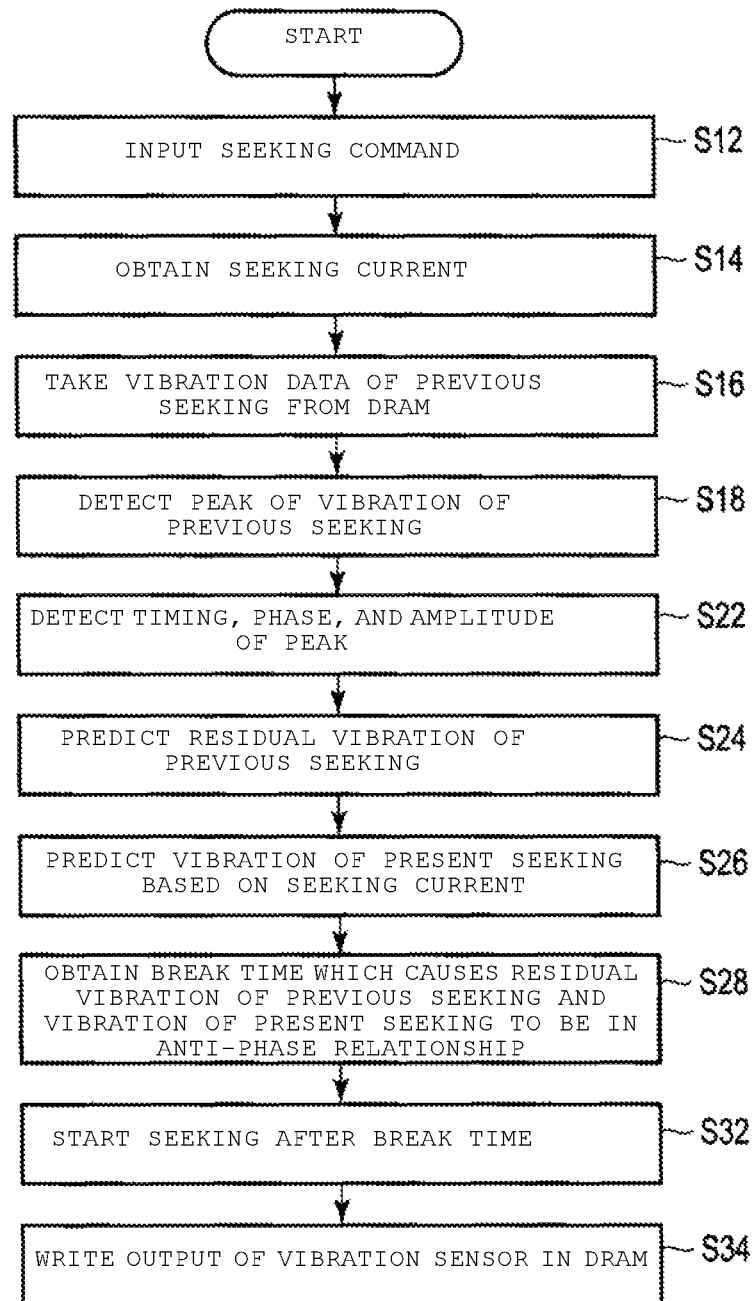 START
INPUT SEEKING COMMAND
S12
OBTAIN SEEKING CURRENT
S14
TAKE VIBRATION DATA OF PREVIOUS
SEEKING FROM DRAM
S16
DETECT PEAK OF VIBRATION OF
PREVIOUS SEEKING
S18
DETECT TIMING, PHASE, AND AMPLITUDE
OF PEAK
S22
PREDICT RESIDUAL VIBRATION OF
PREVIOUS SEEKING
S24
PREDICT VIBRATION OF PRESENT SEEKING
BASED ON SEEKING CURRENT
S26
OBTAIN BREAK TIME WHICH CAUSES RESIDUAL
VIBRATION OF PREVIOUS SEEKING AND
VIBRATION OF PRESENT SEEKING TO BE IN
ANTI-PHASE RELATIONSHIP
S28
START SEEKING AFTER BREAK TIME
S32
WRITE OUTPUT OF VIBRATION SENSOR IN DRAM
S34